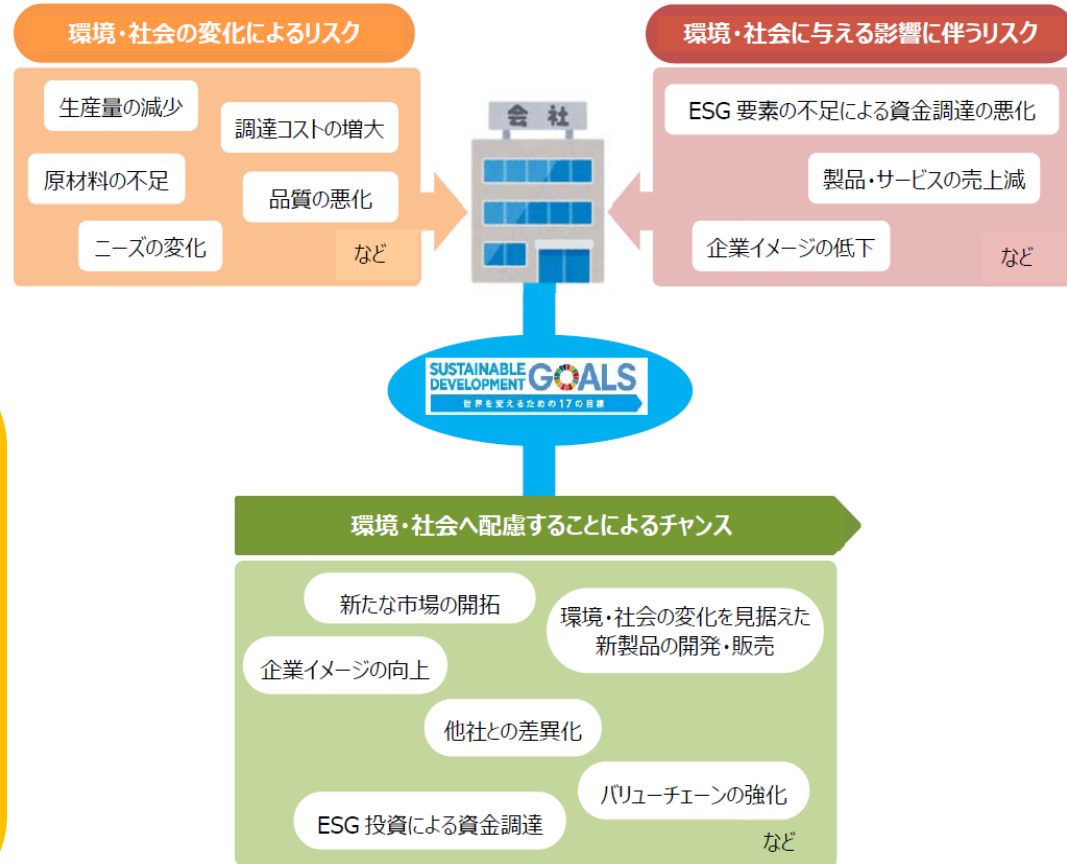 環境・社会の変化によるリスク
生産量の減少
調達コストの増大
原材料の不足
品質の悪化
ニーズの変化
など
会社
環境・社会に与える影響に伴うリスク
ESG 要素の不足による資金調達の悪化
製品・サービスの売上減
企業イメージの低下
など
SUSTAINABLE
DEVELOPMENT GOALS
世界を変えるための17の目標
環境・社会へ配慮することによるチャンス
新たな市場の開拓
環境・社会の変化を見据えた
新製品の開発・販売
企業イメージの向上
他社との差異化
バリューチェーンの強化
ESG 投資による資金調達
など